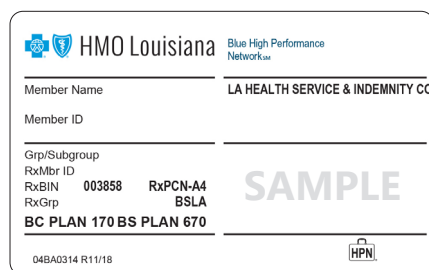 HMO Louisiana
Blue High Performance
Network SM
Member Name
LA HEALTH SERVICE & INDEMNITY CO
Member ID
Grp/Subgroup
RxMbr ID
RxBIN 003858 RxPCN-A4
RxGrp BSLA
BC PLAN 170 BS PLAN 670
SAMPLE
04BA0314 R11/18
HPN